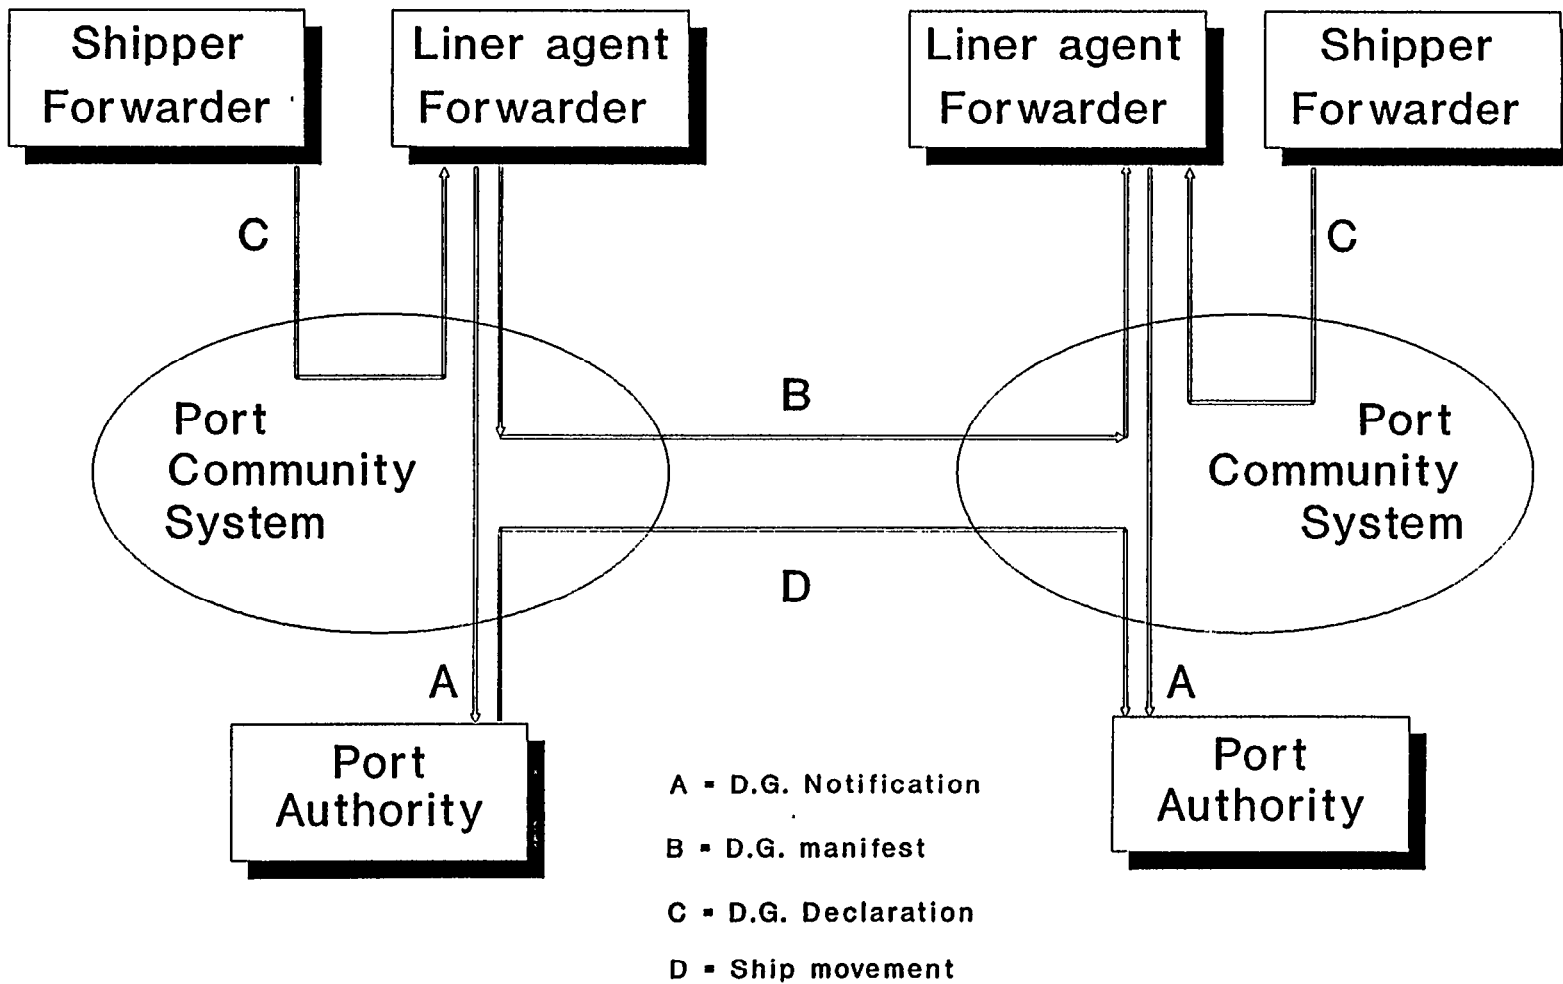 Shipper
Forwarder
Liner agent
Forwarder
Liner agent
Forwarder
Shipper
Forwarder
C
C
B
Port
Community
System
Port
Community
System
D
A
A
Port
Authority
Port
Authority
A = D.G. Notification
B = D.G. manifest
C = D.G. Declaration
D = Ship movement